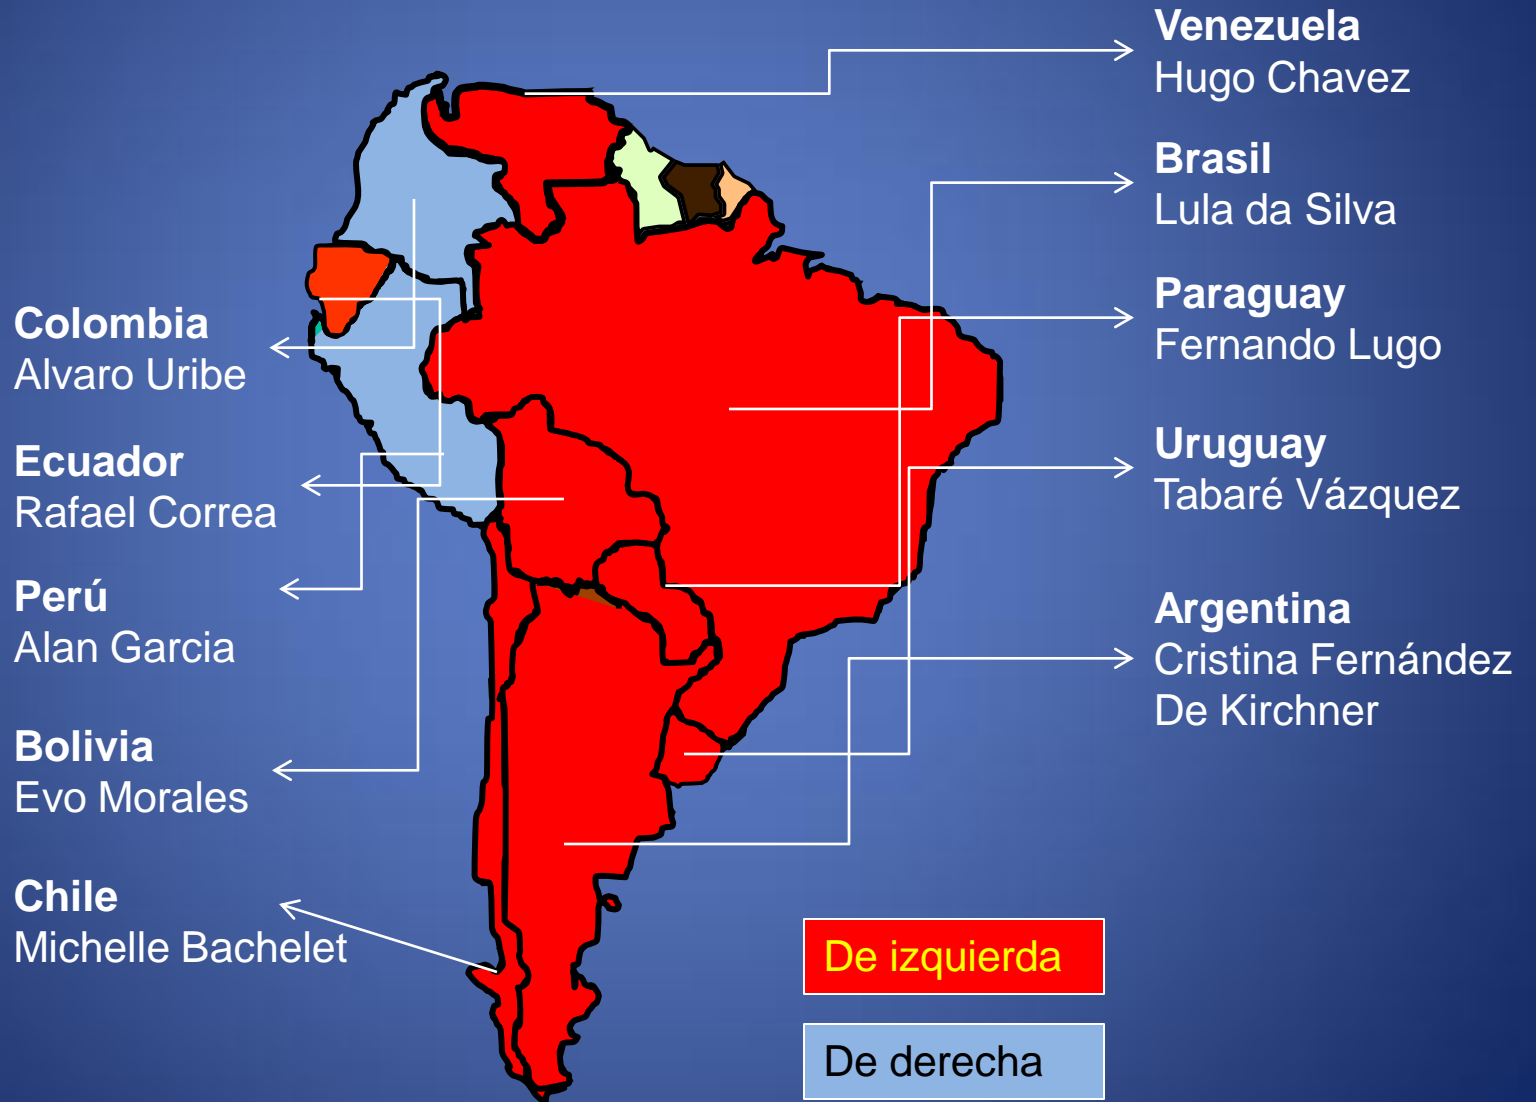 Venezuela
Hugo Chavez
Brasil
Lula da Silva
Paraguay
Fernando Lugo
Uruguay
Tabaré Vázquez
Argentina
Cristina Fernández
De Kirchner
Colombia
Alvaro Uribe
Ecuador
Rafael Correa
Perú
Alan Garcia
Bolivia
Evo Morales
Chile
Michelle Bachelet
De izquierda
De derecha